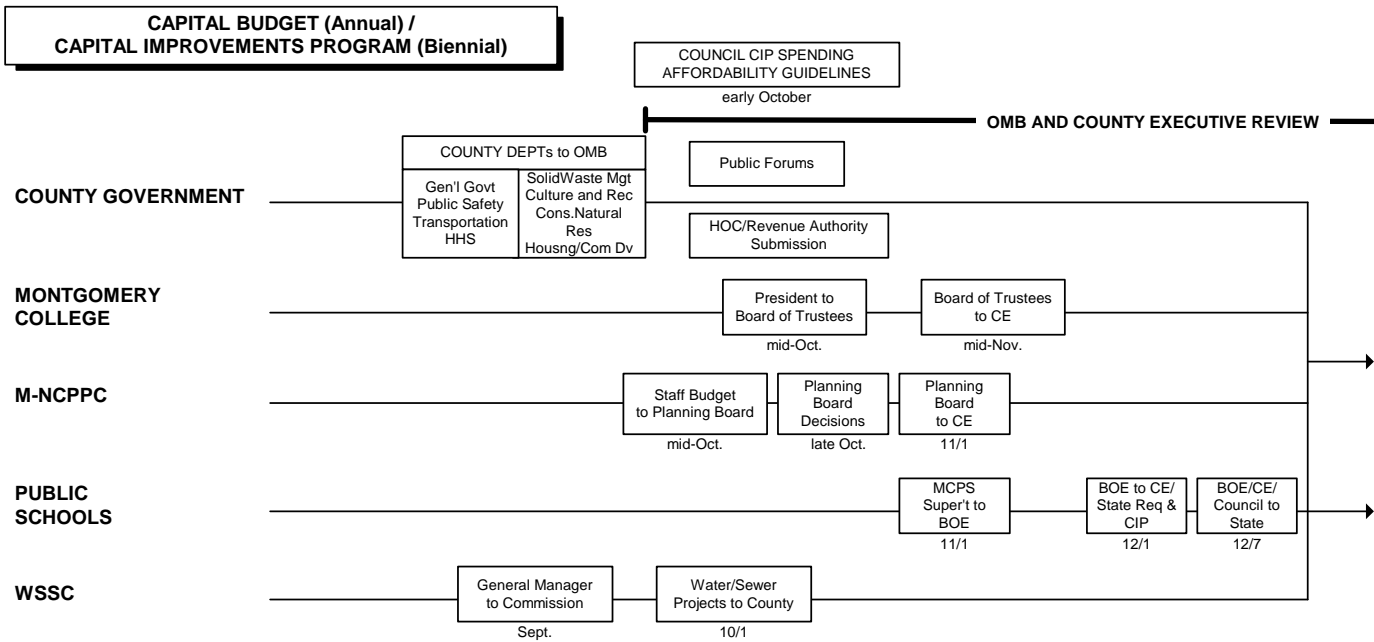 CAPITAL BUDGET (Annual) /
CAPITAL IMPROVEMENTS PROGRAM (Biennial)
COUNCIL CIP SPENDING
AFFORDABILITY GUIDELINES
early October
OMB AND COUNTY EXECUTIVE REVIEW
COUNTY GOVERNMENT
COUNTY DEPTs to OMB
Gen'l Govt
Public Safety
Transportation
HHS
SolidWaste Mgt
Culture and Rec
Cons.Natural
Res
Housng/Com Dv
Public Forums
HOC/Revenue Authority
Submission
MONTGOMERY
COLLEGE
President to
Board of Trustees
mid-Oct.
Board of Trustees
to CE
mid-Nov.
M-NCPPC
Staff Budget
to Planning Board
mid-Oct.
Planning
Board
Decisions
late Oct.
Planning
Board
to CE
11/1
PUBLIC
SCHOOLS
MCPS
Super't to
BOE
11/1
BOE to CE/
State Req &
CIP
12/1
BOE/CE/
Council to
State
12/7
WSSC
General Manager
to Commission
Sept.
Water/Sewer
Projects to County
10/1